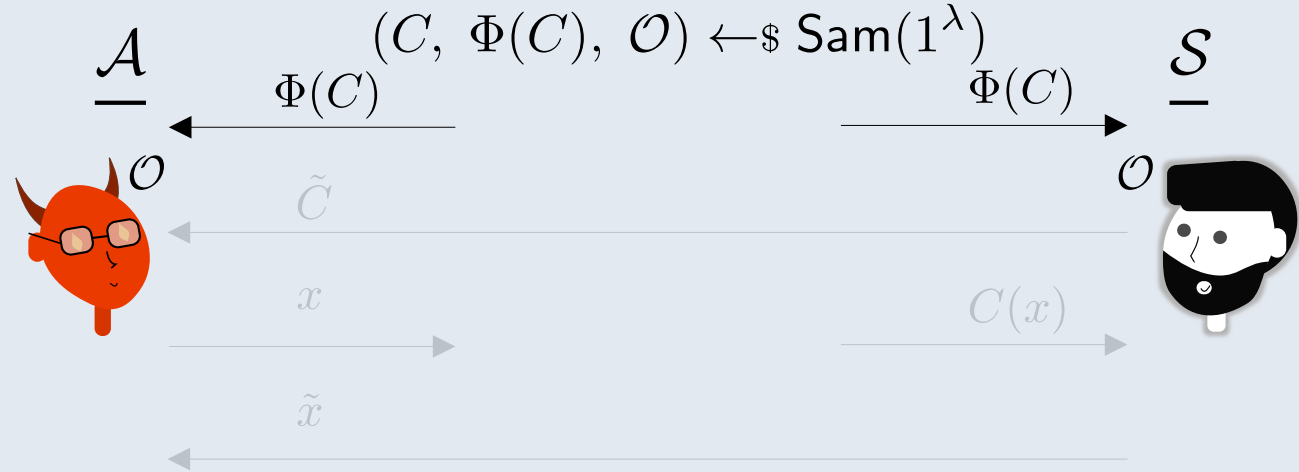 (C, Φ(C), 𝒪) ←$ Sam(1^λ)
𝒜
𝒮
Φ(C)
Φ(C)
𝒪
𝒪
C̃
x
C(x)
x̃